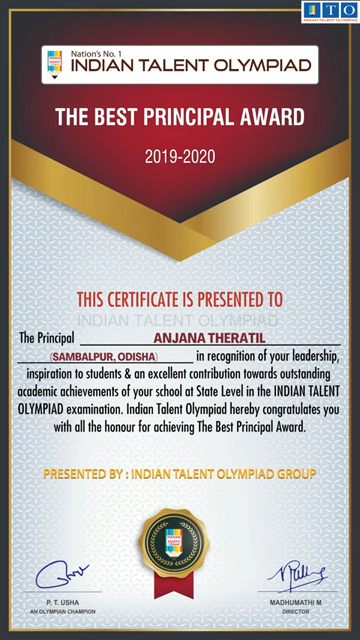 ITO
INDIAN TALENT OLYMPIAD
Nation's No. 1
INDIAN TALENT OLYMPIAD
THE BEST PRINCIPAL AWARD
2019-2020
THIS CERTIFICATE IS PRESENTED TO
INDIAN TALENT OLYMPIAD
The Principal ANJANA THERATIL
(SAMBALPUR, ODISHA) in recognition of your leadership,
inspiration to students & an excellent contribution towards outstanding
academic achievements of your school at State Level in the INDIAN TALENT
OLYMPIAD examination. Indian Talent Olympiad hereby congratulates you
with all the honour for achieving The Best Principal Award.
PRESENTED BY : INDIAN TALENT OLYMPIAD GROUP
INDIAN
TALENT
P. T. USHA
AN OLYMPIAN CHAMPION
MADHUMATHI M
DIRECTOR